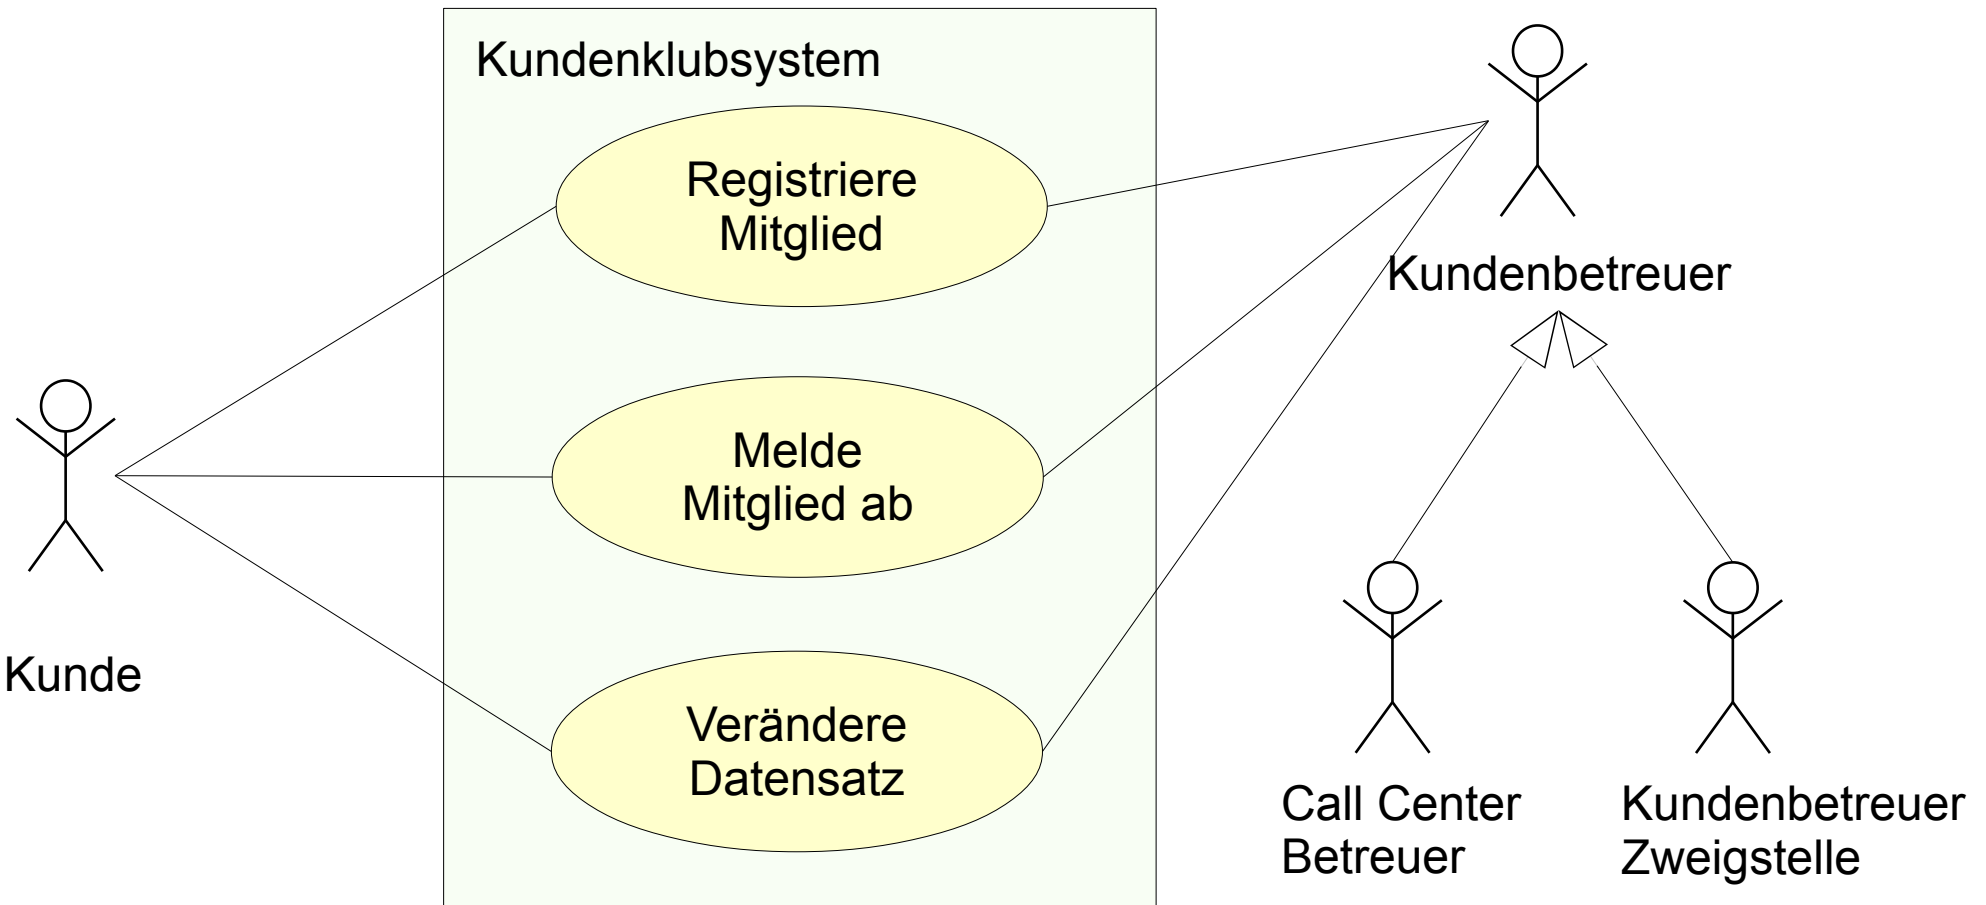 Kundenklubsystem
Registriere
Mitglied
Kundenbetreuer
Melde
Mitglied ab
Kunde
Verändere
Datensatz
Call Center
Betreuer
Kundenbetreuer
Zweigstelle